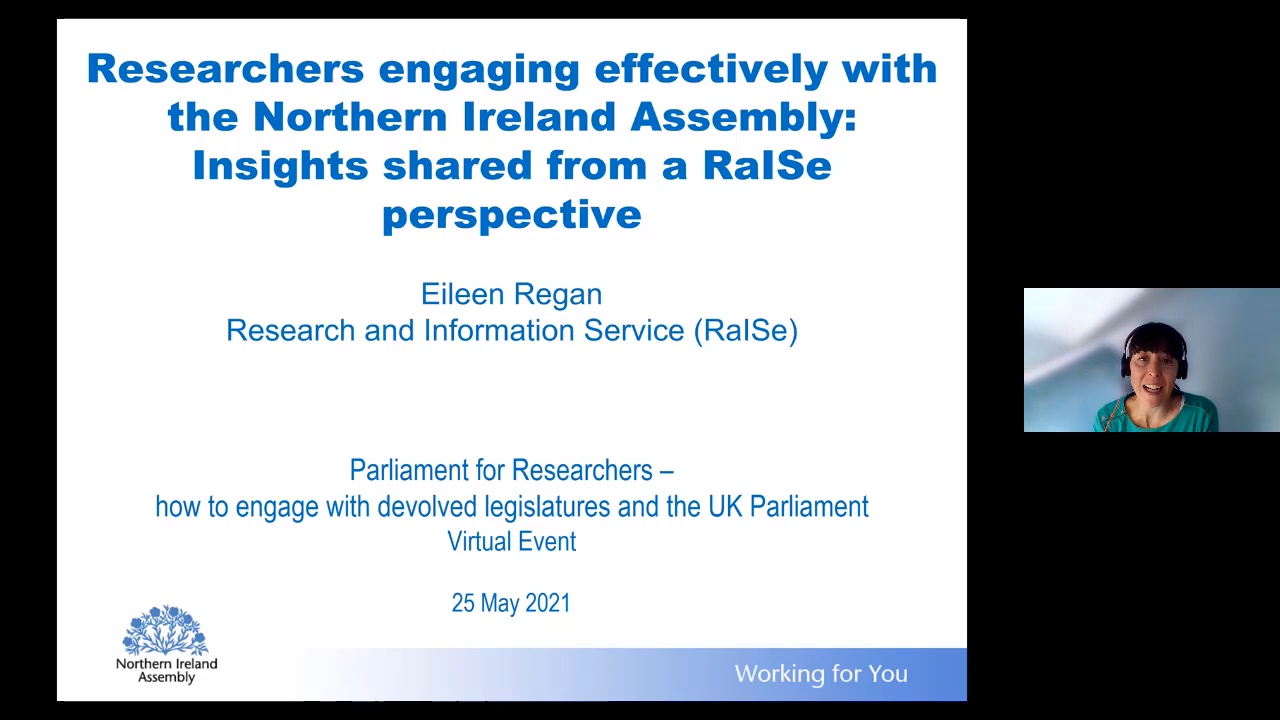 Researchers engaging effectively with
the Northern Ireland Assembly:
Insights shared from a RaISe
perspective
Eileen Regan
Research and Information Service (RaISe)
Parliament for Researchers –
how to engage with devolved legislatures and the UK Parliament
Virtual Event
25 May 2021
Northern Ireland
Assembly
Working for You